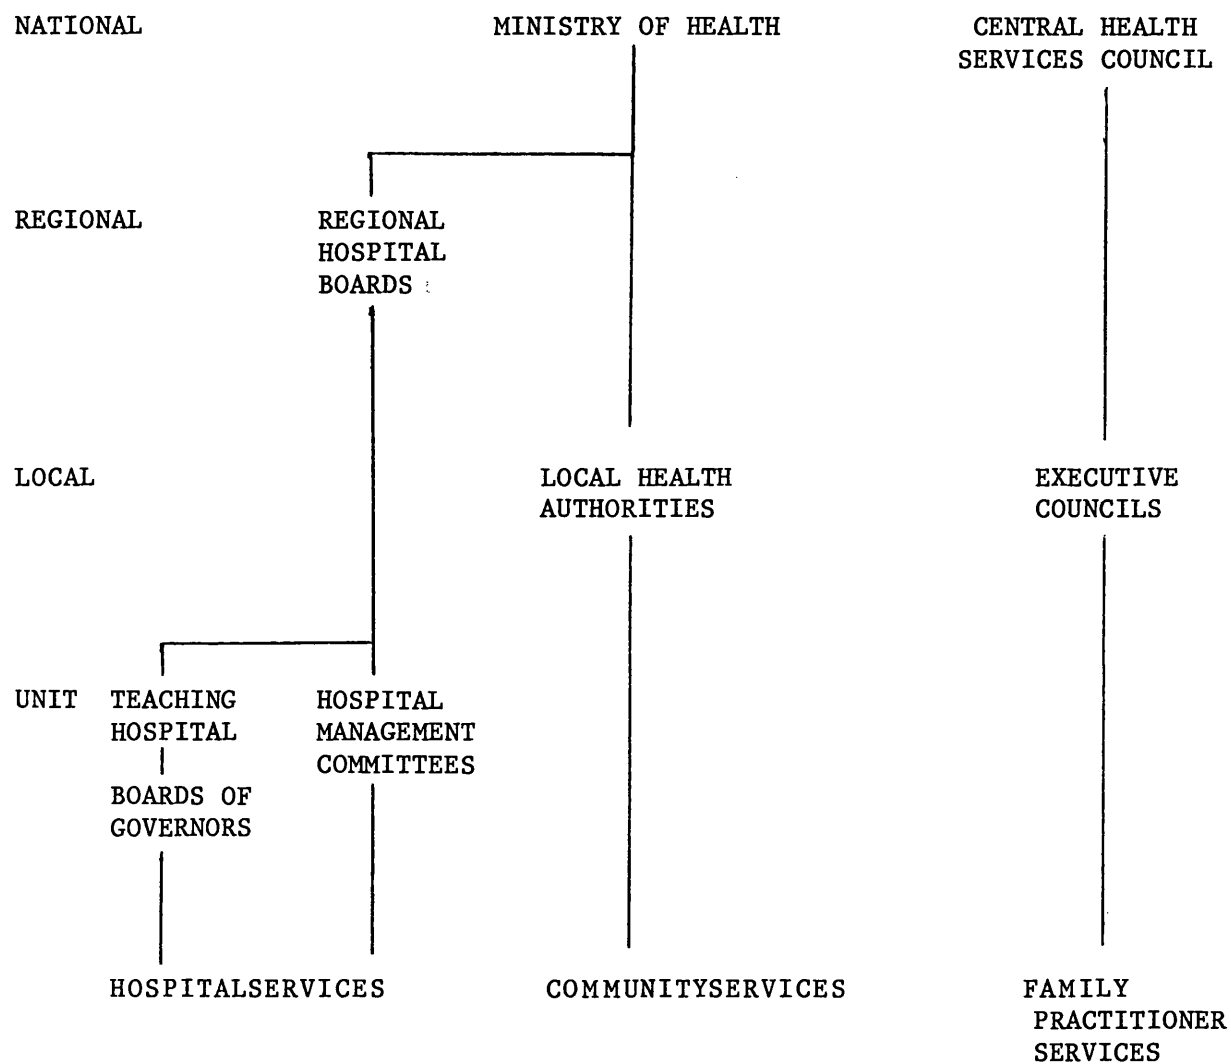 NATIONAL
MINISTRY OF HEALTH
CENTRAL HEALTH
SERVICES COUNCIL
REGIONAL
REGIONAL
HOSPITAL
BOARDS
LOCAL
LOCAL HEALTH
AUTHORITIES
EXECUTIVE
COUNCILS
UNIT
TEACHING
HOSPITAL
BOARDS OF
GOVERNORS
HOSPITAL
MANAGEMENT
COMMITTEES
HOSPITALSERVICES
COMMUNITYSERVICES
FAMILY
PRACTITIONER
SERVICES